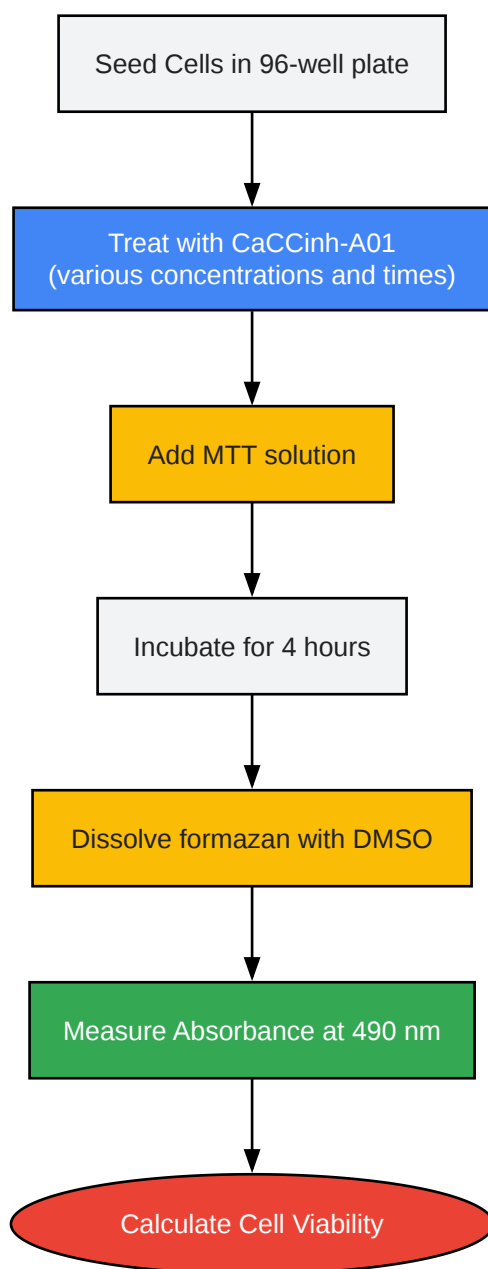 Seed Cells in 96-well plate
Treat with CaCCinh-A01
(various concentrations and times)
Add MTT solution
Incubate for 4 hours
Dissolve formazan with DMSO
Measure Absorbance at 490 nm
Calculate Cell Viability